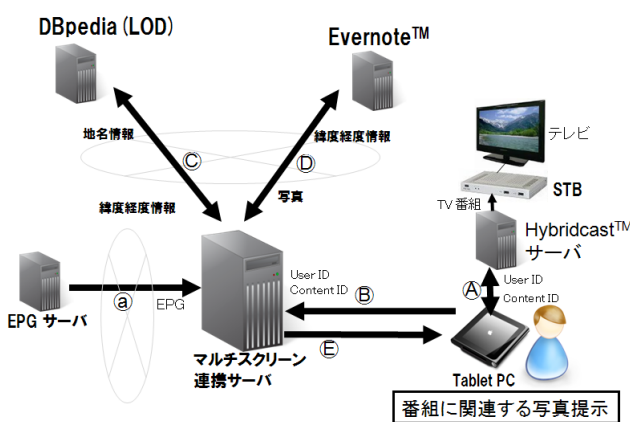 DBpedia (LOD)
Evernote™
地名情報
緯度経度情報
Ⓒ
Ⓓ
緯度経度情報
写真
テレビ
STB
TV 番組
Hybridcast™
サーバ
User ID
Content ID
Ⓐ
User ID
Content ID
Ⓑ
ⓐ
EPG
EPG サーバ
Ⓔ
マルチスクリーン
連携サーバ
Tablet PC
番組に関連する写真提示